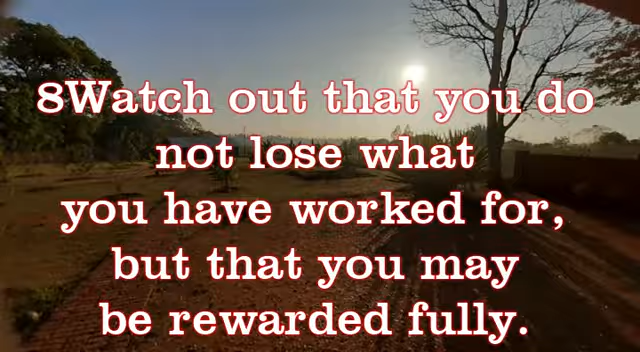 8Watch out that you do
not lose what
you have worked for,
but that you may
be rewarded fully.